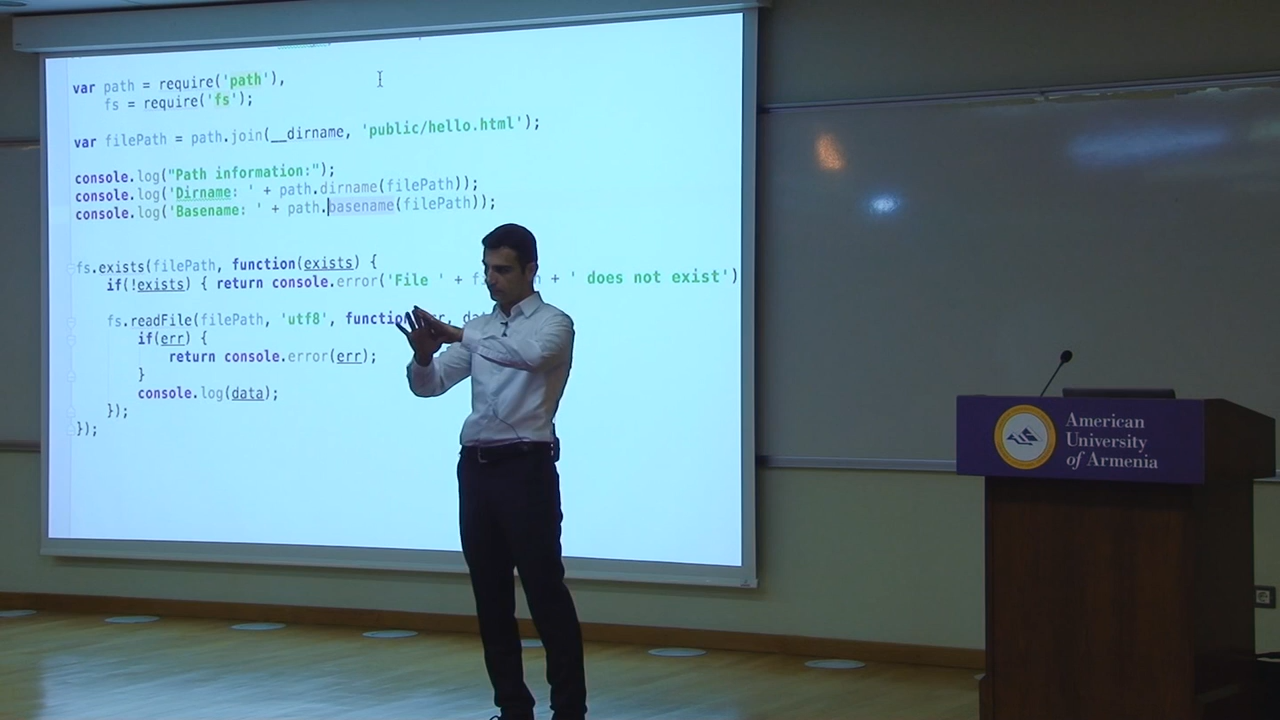 var path = require('path'),
fs = require('fs');
var filePath = path.join(__dirname, 'public/hello.html');
console.log("Path information:");
console.log('Dirname: ' + path.dirname(filePath));
console.log('Basename: ' + path.basename(filePath));
fs.exists(filePath, function(exists) {
if(!exists) { return console.error('File ' + + ' does not exist')
fs.readFile(filePath, 'utf8',
if(err) {
return console.error(err);
}
console.log(data);
});
});
American
University
of Armenia